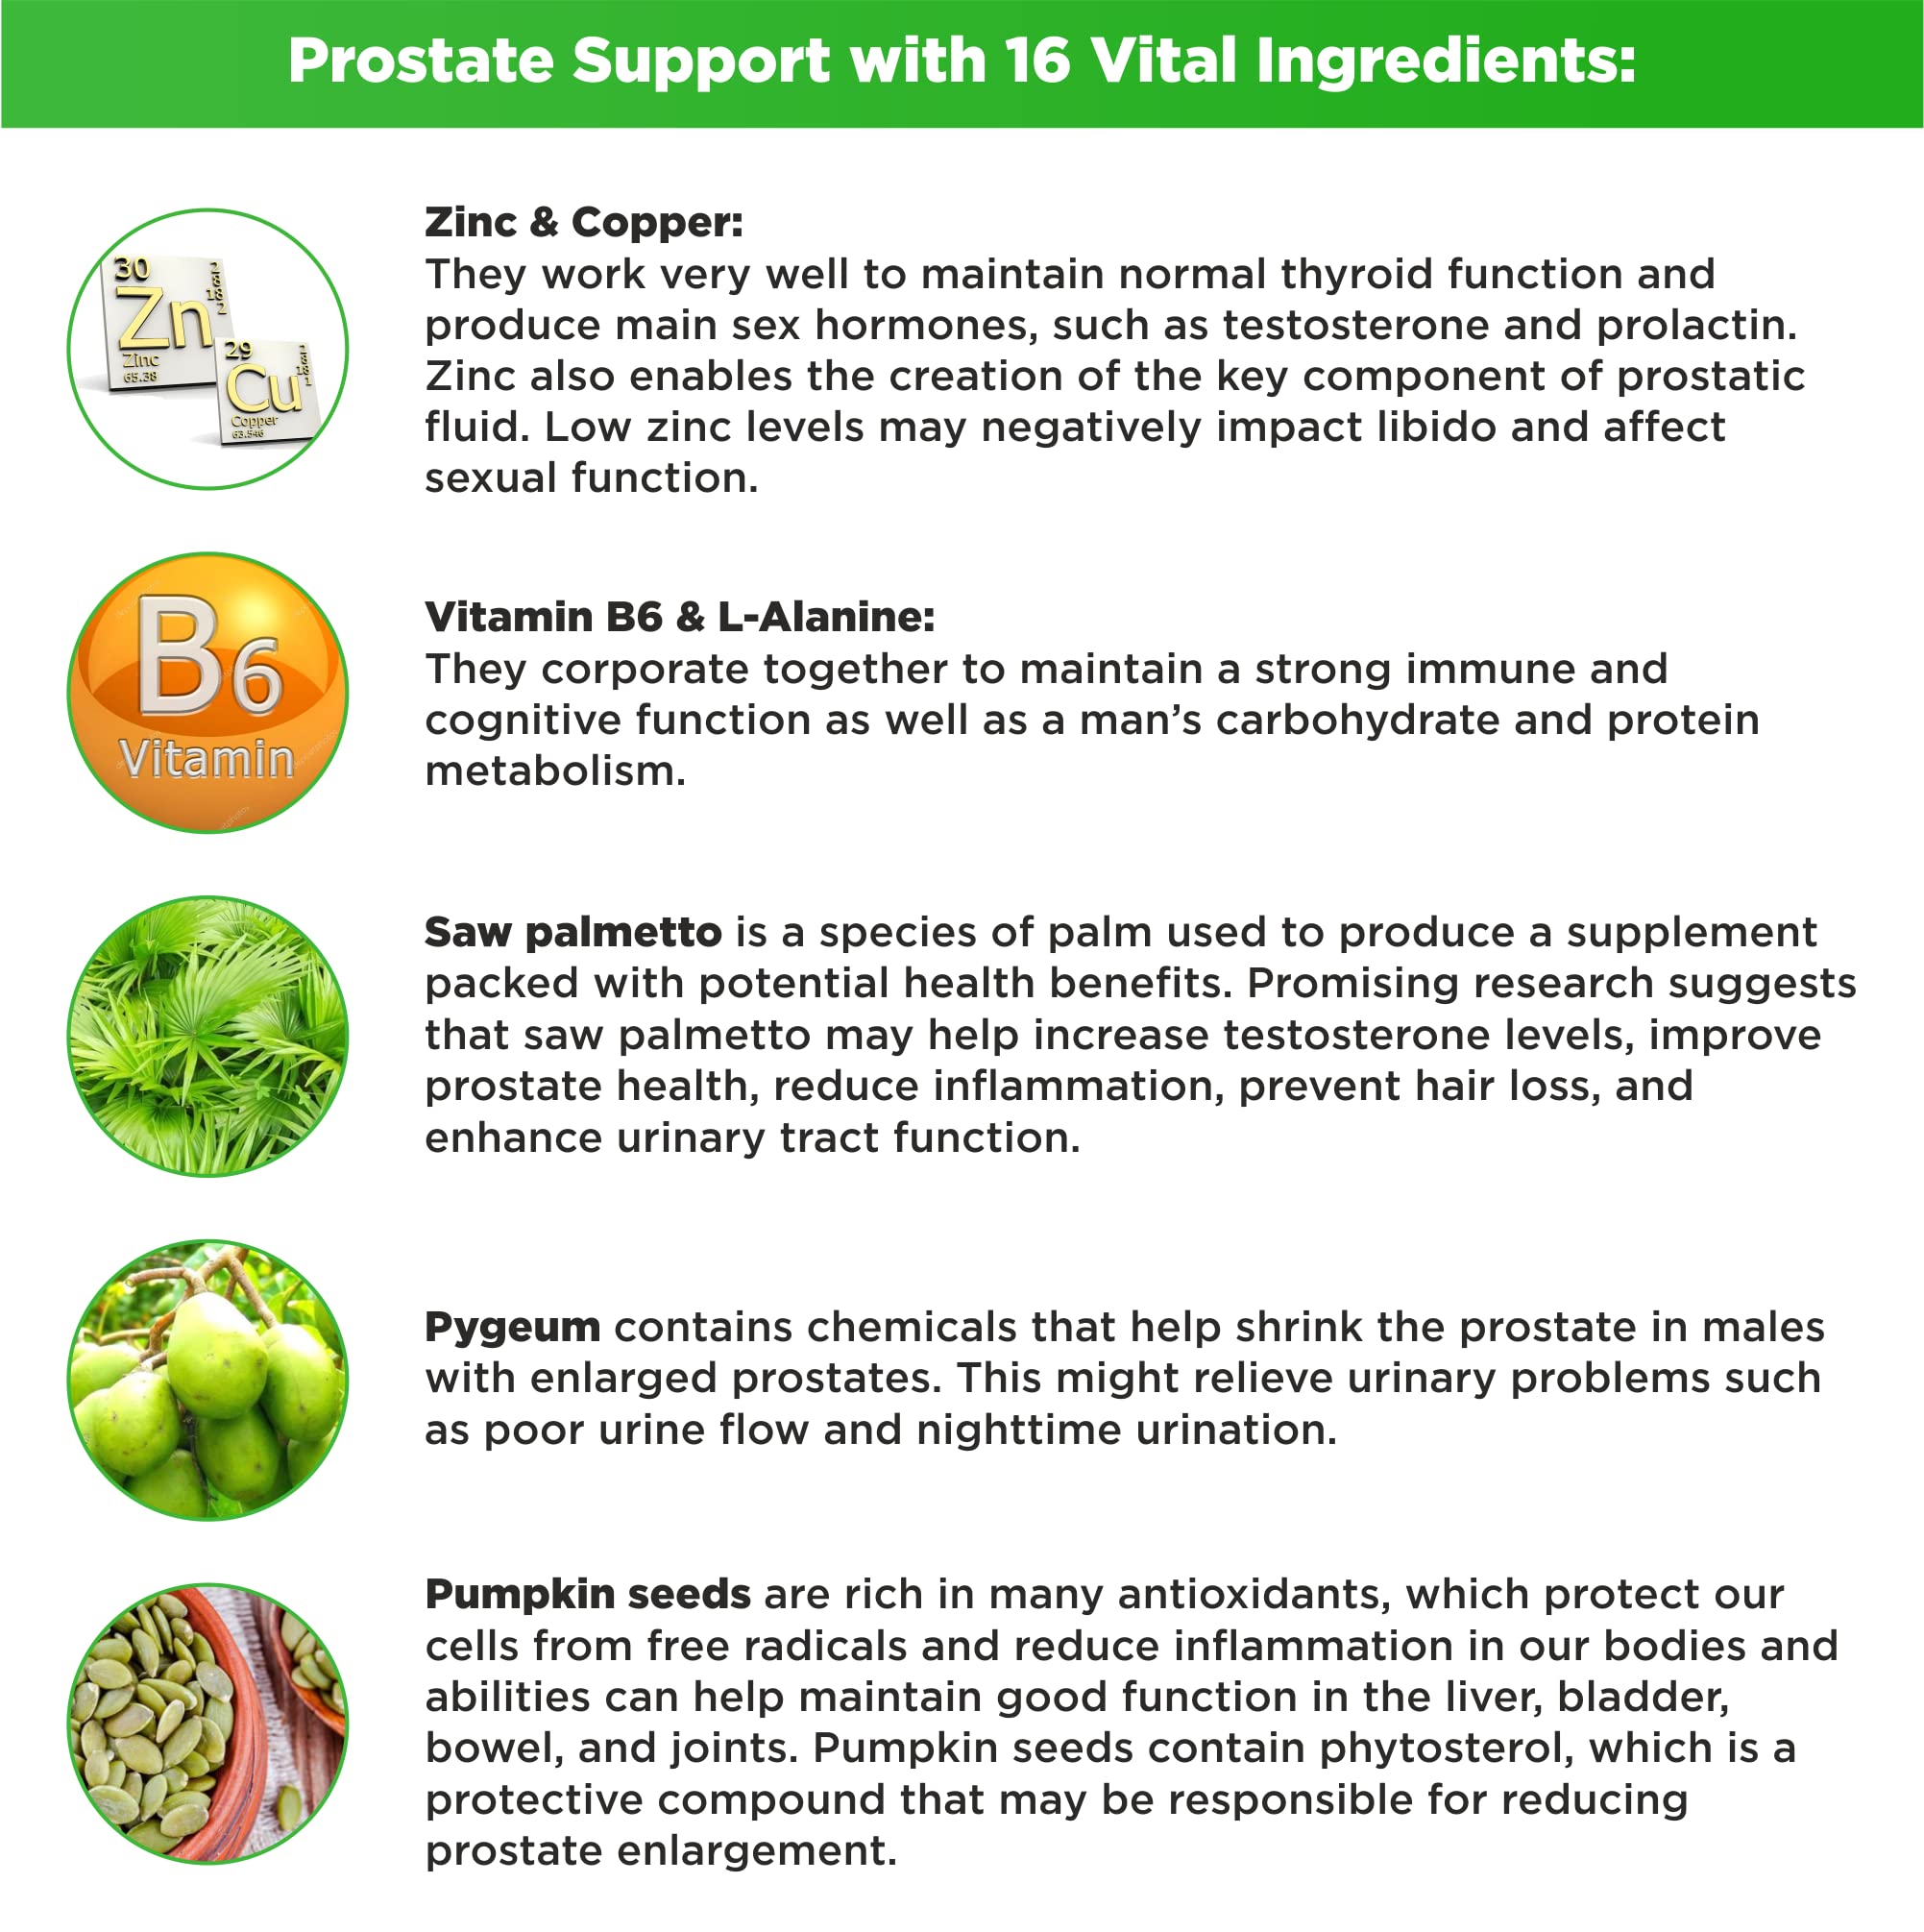 Prostate Support with 16 Vital Ingredients:
30
2
8
18
2
Zn
Zinc
65.38
29
2
8
18
1
Cu
Copper
63.546
Zinc & Copper:
They work very well to maintain normal thyroid function and
produce main sex hormones, such as testosterone and prolactin.
Zinc also enables the creation of the key component of prostatic
fluid. Low zinc levels may negatively impact libido and affect
sexual function.
B6
Vitamin
Vitamin B6 & L-Alanine:
They corporate together to maintain a strong immune and
cognitive function as well as a man’s carbohydrate and protein
metabolism.
Saw palmetto is a species of palm used to produce a supplement
packed with potential health benefits. Promising research suggests
that saw palmetto may help increase testosterone levels, improve
prostate health, reduce inflammation, prevent hair loss, and
enhance urinary tract function.
Pygeum contains chemicals that help shrink the prostate in males
with enlarged prostates. This might relieve urinary problems such
as poor urine flow and nighttime urination.
Pumpkin seeds are rich in many antioxidants, which protect our
cells from free radicals and reduce inflammation in our bodies and
abilities can help maintain good function in the liver, bladder,
bowel, and joints. Pumpkin seeds contain phytosterol, which is a
protective compound that may be responsible for reducing
prostate enlargement.